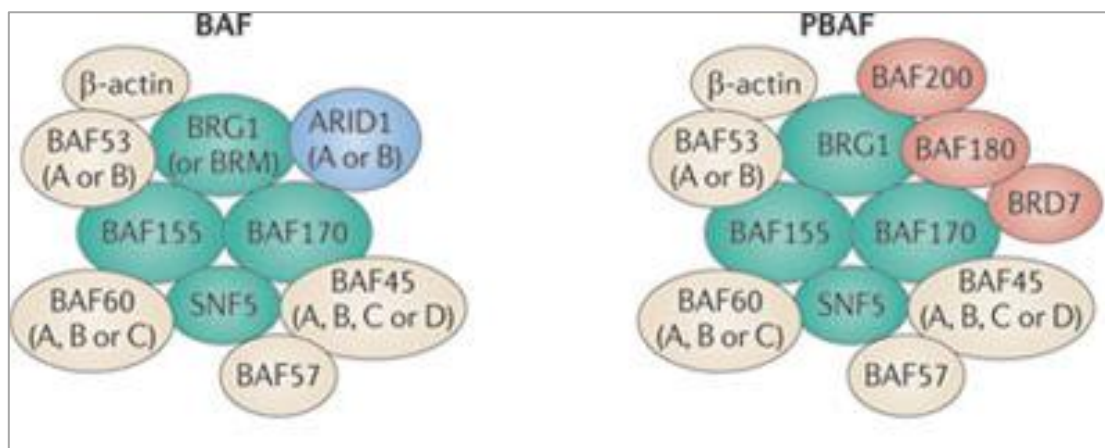 BAF
β-actin
BRG1
(or BRM)
ARID1
(A or B)
BAF53
(A or B)
BAF155
BAF170
BAF60
(A, B or C)
SNF5
BAF45
(A, B, C or D)
BAF57
PBAF
β-actin
BAF200
BAF53
(A or B)
BRG1
BAF180
BRD7
BAF155
BAF170
BAF60
(A, B or C)
SNF5
BAF45
(A, B, C or D)
BAF57